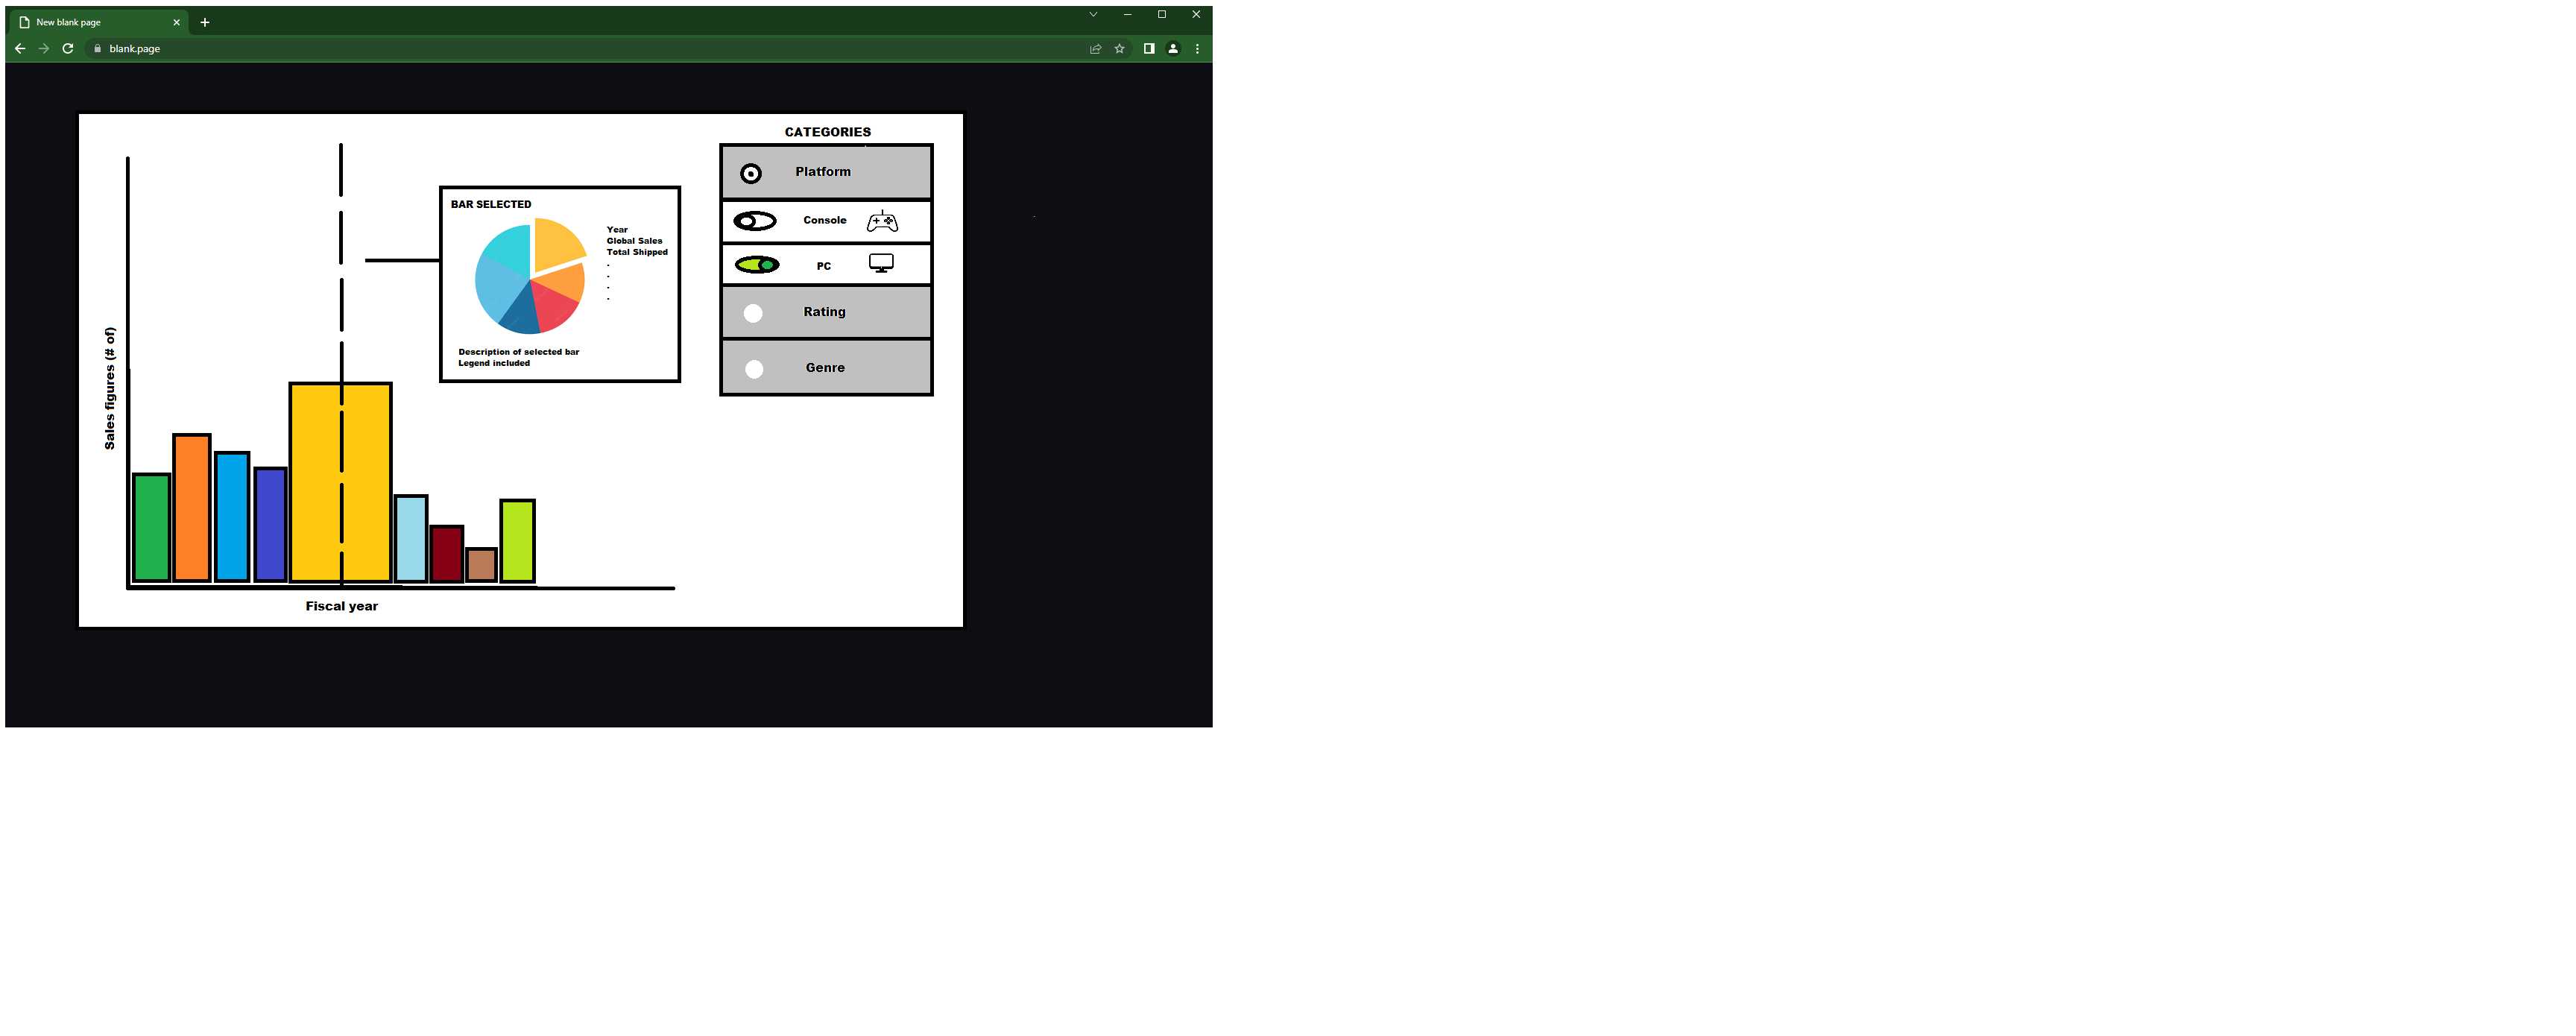 New blank page
blank.page
CATEGORIES
Platform
Console
PC
Rating
Genre
BAR SELECTED
Year
Global Sales
Total Shipped
.
.
.
.
Description of selected bar
Legend included
Sales figures (# of)
Fiscal year